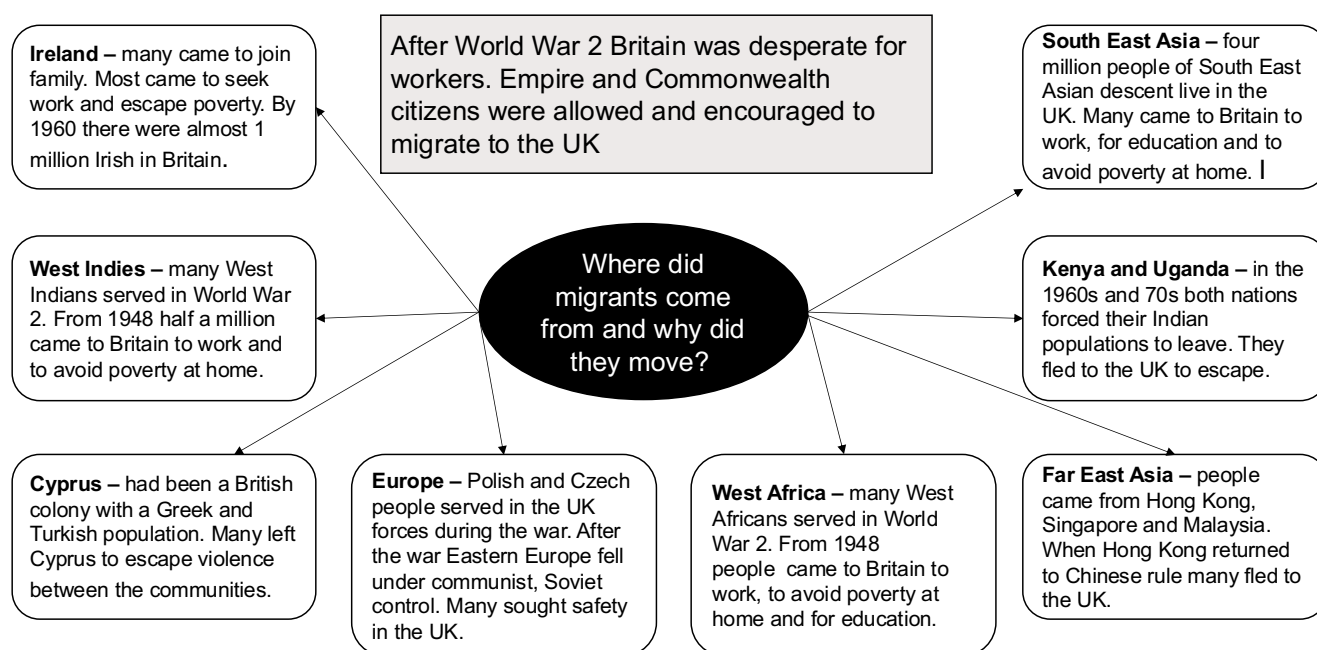 Ireland – many came to join
family. Most came to seek
work and escape poverty. By
1960 there were almost 1
million Irish in Britain.
After World War 2 Britain was desperate for
workers. Empire and Commonwealth
citizens were allowed and encouraged to
migrate to the UK
South East Asia – four
million people of South East
Asian descent live in the
UK. Many came to Britain to
work, for education and to
avoid poverty at home. I
West Indies – many West
Indians served in World War
2. From 1948 half a million
came to Britain to work and
to avoid poverty at home.
Where did
migrants come
from and why did
they move?
Kenya and Uganda – in the
1960s and 70s both nations
forced their Indian
populations to leave. They
fled to the UK to escape.
Cyprus – had been a British
colony with a Greek and
Turkish population. Many left
Cyprus to escape violence
between the communities.
Europe – Polish and Czech
people served in the UK
forces during the war. After
the war Eastern Europe fell
under communist, Soviet
control. Many sought safety
in the UK.
West Africa – many West
Africans served in World
War 2. From 1948
people came to Britain to
work, to avoid poverty at
home and for education.
Far East Asia – people
came from Hong Kong,
Singapore and Malaysia.
When Hong Kong returned
to Chinese rule many fled to
the UK.